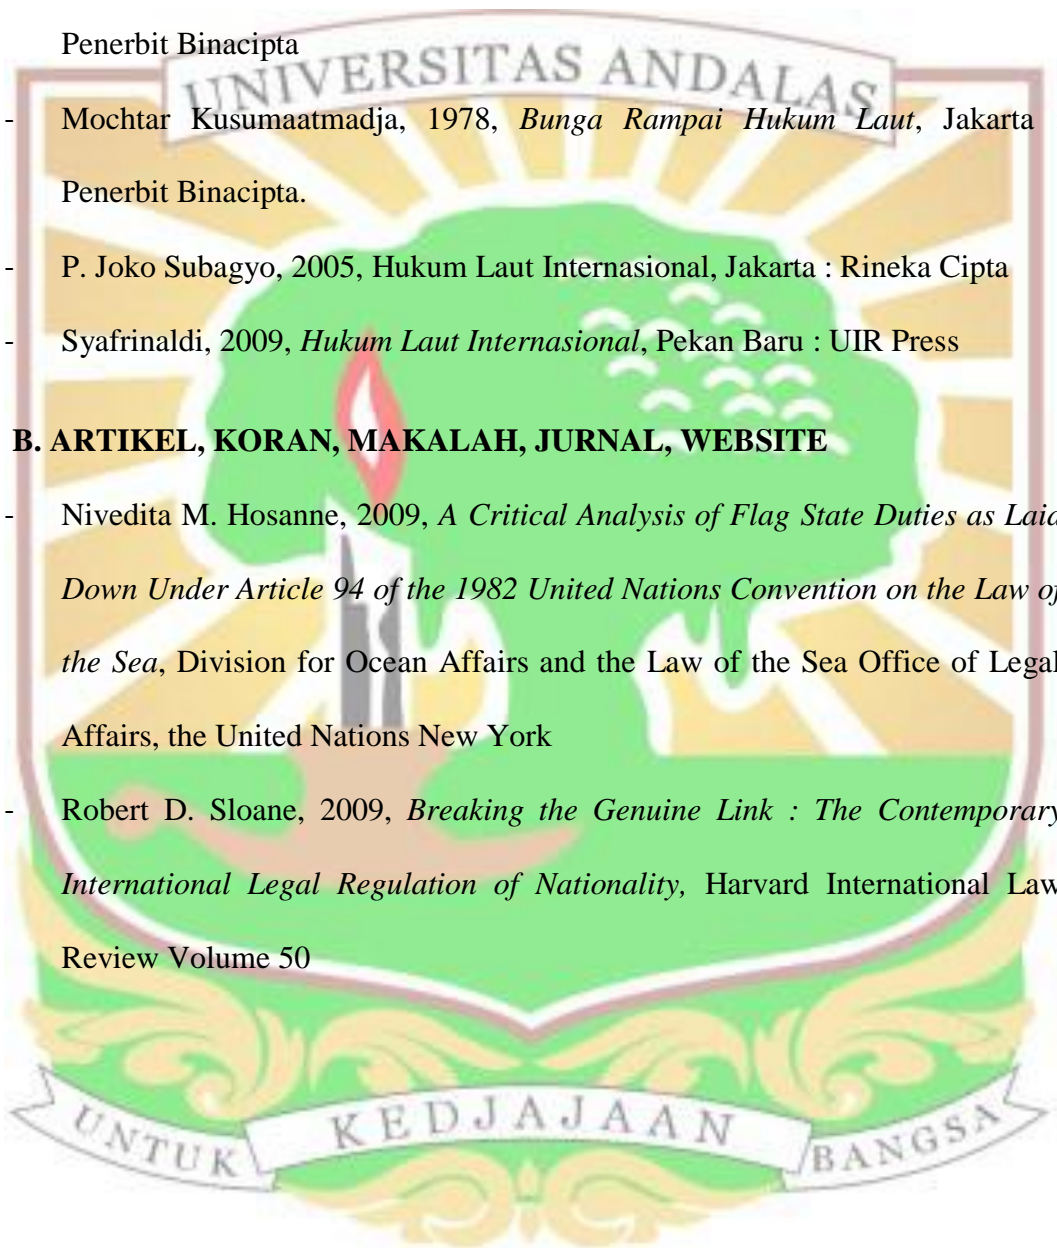 Penerbit Binacipta
UNIVERSITAS ANDALAS
- Mochtar Kusumaatmadja, 1978, Bunga Rampai Hukum Laut, Jakarta
Penerbit Binacipta.
- P. Joko Subagyo, 2005, Hukum Laut Internasional, Jakarta : Rineka Cipta
- Syafrinaldi, 2009, Hukum Laut Internasional, Pekan Baru : UIR Press
B. ARTIKEL, KORAN, MAKALAH, JURNAL, WEBSITE
- Nivedita M. Hosanne, 2009, A Critical Analysis of Flag State Duties as Laid
Down Under Article 94 of the 1982 United Nations Convention on the Law of
the Sea, Division for Ocean Affairs and the Law of the Sea Office of Legal
Affairs, the United Nations New York
- Robert D. Sloane, 2009, Breaking the Genuine Link : The Contemporary
International Legal Regulation of Nationality, Harvard International Law
Review Volume 50
UNTUK KEDJAJAAN BANGSA